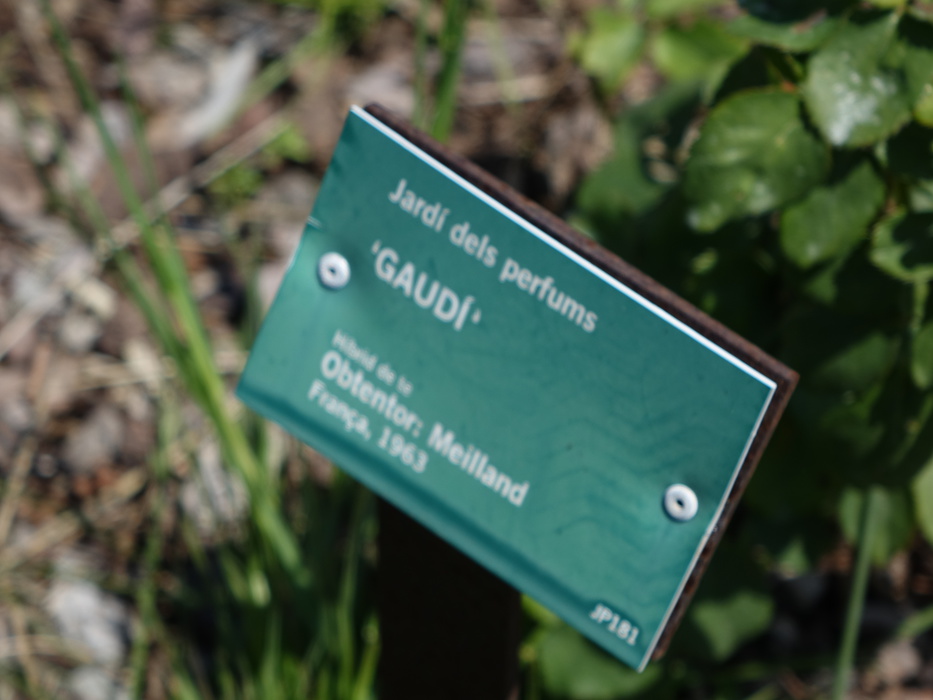 Jardí dels perfums
‘GAUDÍ’
Híbrid de te
Obtentor: Meilland
França, 1963
JP181